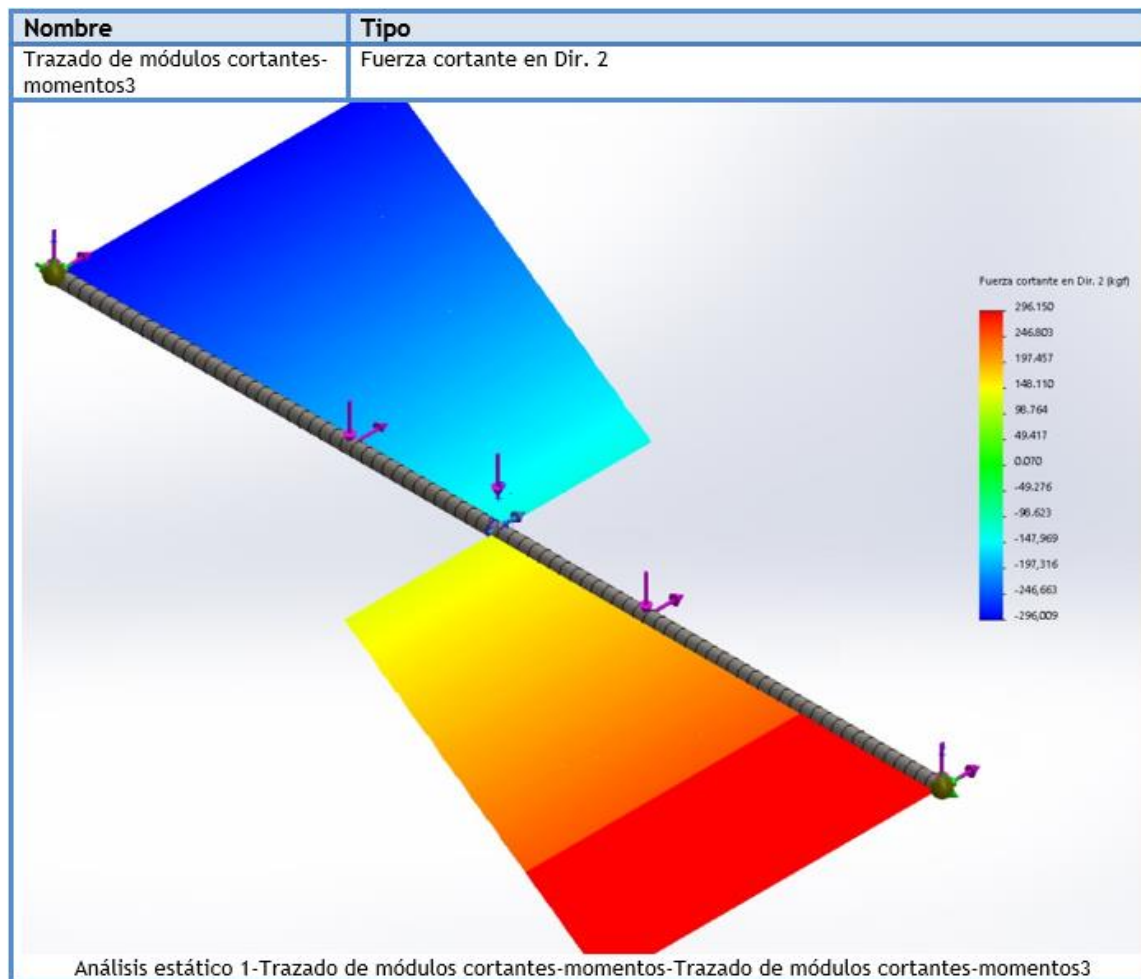 Nombre
Tipo
Trazado de módulos cortantes-
momentos3
Fuerza cortante en Dir. 2
Fuerza cortante en Dir. 2 (kgf)
296.150
246.803
197.457
148.110
98.764
49.417
0.070
-49.276
-98.623
-147,969
-197,316
-246,663
-296,009
Análisis estático 1-Trazado de módulos cortantes-momentos-Trazado de módulos cortantes-momentos3